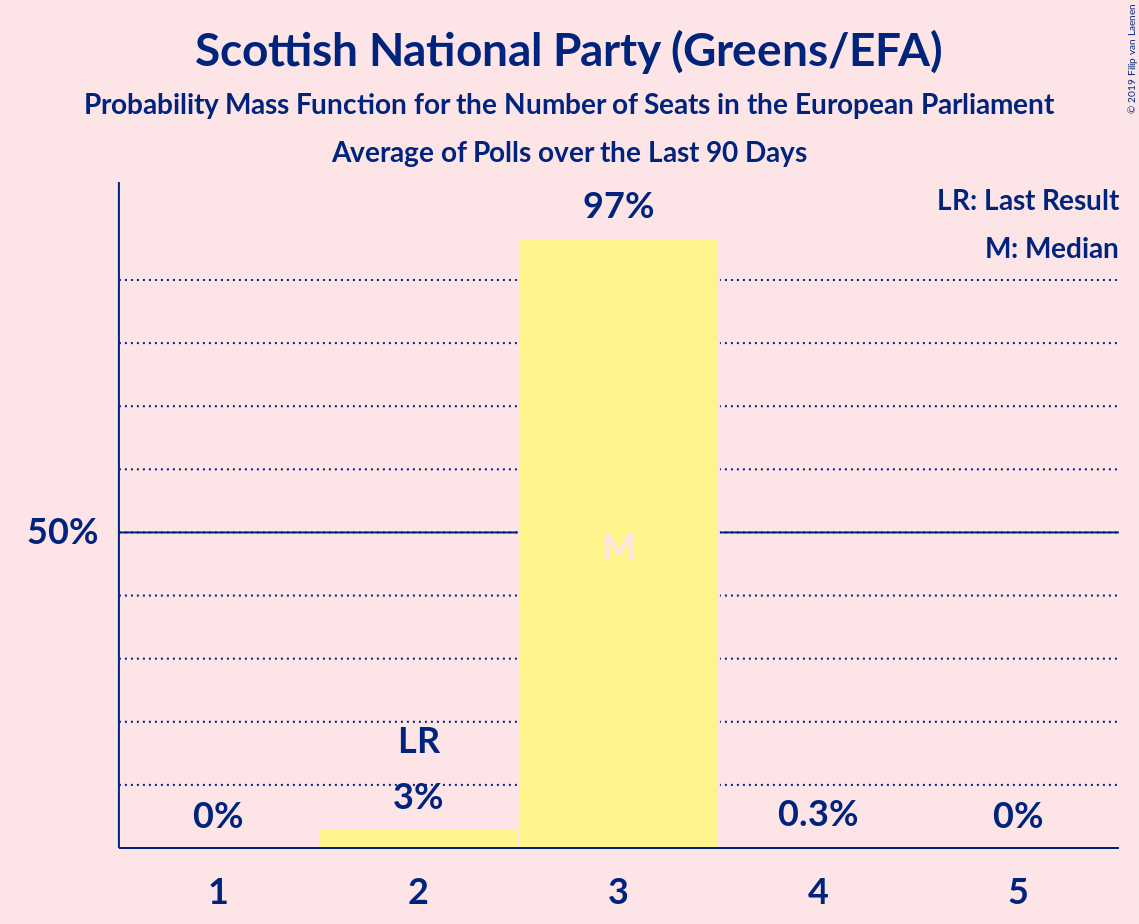 Scottish National Party (Greens/EFA)
Probability Mass Function for the Number of Seats in the European Parliament
Average of Polls over the Last 90 Days
© 2019 Filip van Laenen
LR: Last Result
M: Median
97%
50%
M
LR
3%
0%
0.3%
0%
1 2 3 4 5